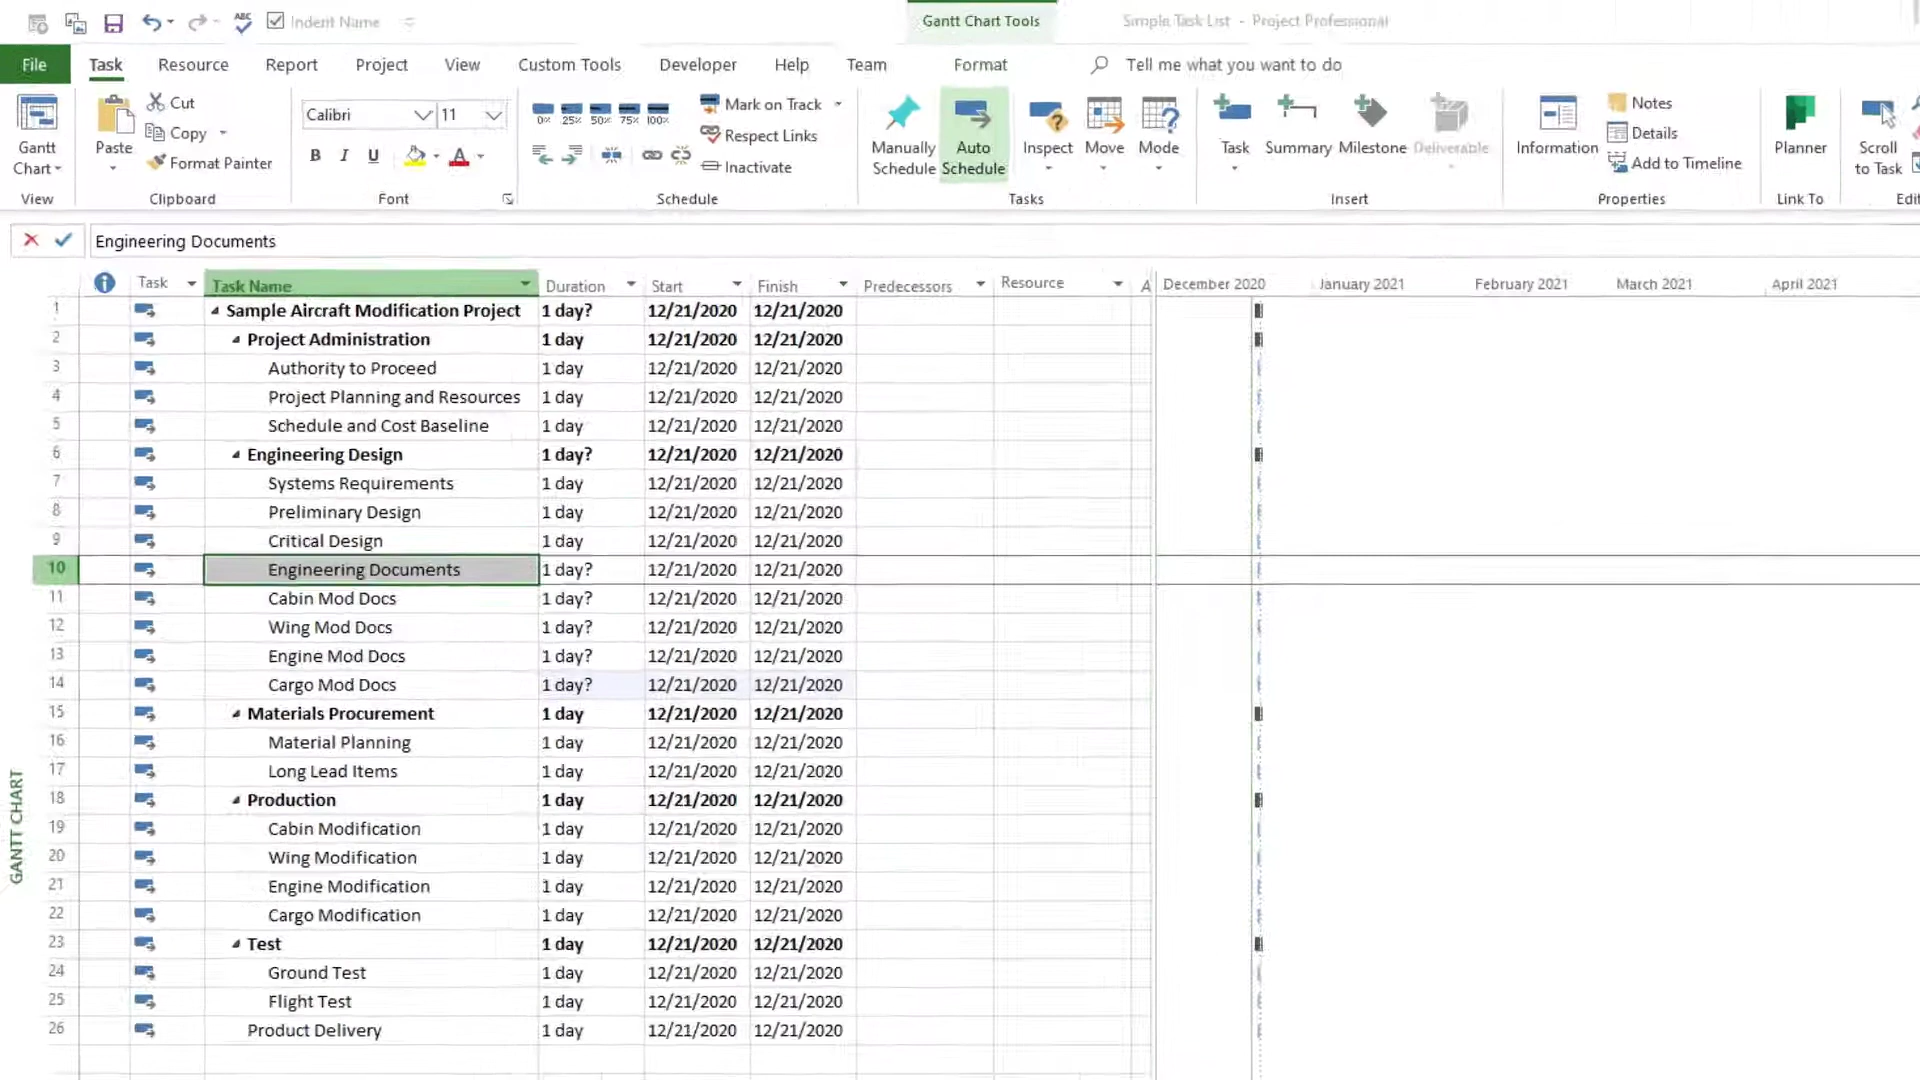 Indent Name
Gantt Chart Tools
Simple Task List - Project Professional
File Task Resource Report Project View Custom Tools Developer Help Team Format Tell me what you want to do
Gantt Chart
View
Paste
Cut
Copy
Format Painter
Clipboard
Calibri 11
B I U A
Font
0% 25% 50% 75% 100%
Mark on Track
Respect Links
Inactivate
Schedule
Manually Schedule
Auto Schedule
Inspect
Move
Mode
Tasks
Task
Summary
Milestone
Deliverable
Insert
Information
Notes
Details
Add to Timeline
Properties
Planner
Link To
Scroll to Task
Edit
Engineering Documents
Task Task Name Duration Start Finish Predecessors Resource A December 2020 January 2021 February 2021 March 2021 April 2021
1 Sample Aircraft Modification Project 1 day? 12/21/2020 12/21/2020
2 Project Administration 1 day 12/21/2020 12/21/2020
3 Authority to Proceed 1 day 12/21/2020 12/21/2020
4 Project Planning and Resources 1 day 12/21/2020 12/21/2020
5 Schedule and Cost Baseline 1 day 12/21/2020 12/21/2020
6 Engineering Design 1 day? 12/21/2020 12/21/2020
7 Systems Requirements 1 day 12/21/2020 12/21/2020
8 Preliminary Design 1 day 12/21/2020 12/21/2020
9 Critical Design 1 day 12/21/2020 12/21/2020
10 Engineering Documents 1 day? 12/21/2020 12/21/2020
11 Cabin Mod Docs 1 day? 12/21/2020 12/21/2020
12 Wing Mod Docs 1 day? 12/21/2020 12/21/2020
13 Engine Mod Docs 1 day? 12/21/2020 12/21/2020
14 Cargo Mod Docs 1 day? 12/21/2020 12/21/2020
15 Materials Procurement 1 day 12/21/2020 12/21/2020
16 Material Planning 1 day 12/21/2020 12/21/2020
17 Long Lead Items 1 day 12/21/2020 12/21/2020
18 Production 1 day 12/21/2020 12/21/2020
19 Cabin Modification 1 day 12/21/2020 12/21/2020
20 Wing Modification 1 day 12/21/2020 12/21/2020
21 Engine Modification 1 day 12/21/2020 12/21/2020
22 Cargo Modification 1 day 12/21/2020 12/21/2020
23 Test 1 day 12/21/2020 12/21/2020
24 Ground Test 1 day 12/21/2020 12/21/2020
25 Flight Test 1 day 12/21/2020 12/21/2020
26 Product Delivery 1 day 12/21/2020 12/21/2020
GANTT CHART